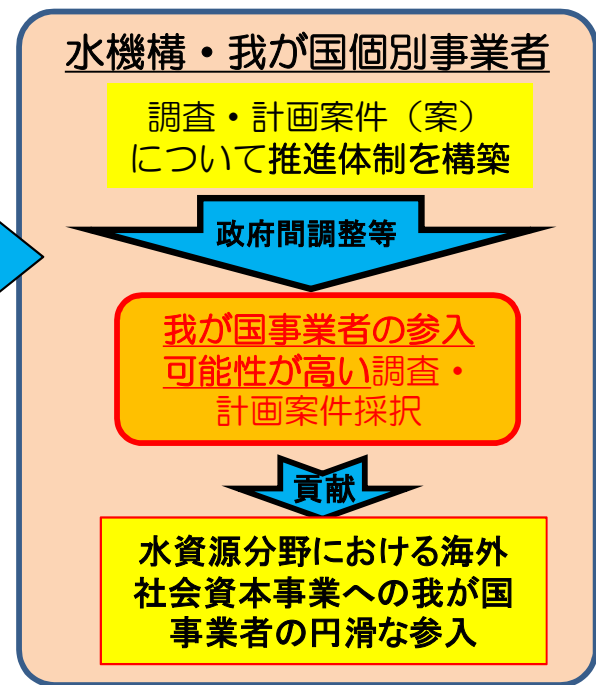 水機構・我が国個別事業者
調査・計画案件（案）
について推進体制を構築
政府間調整等
我が国事業者の参入
可能性が高い調査・
計画案件採択
貢献
水資源分野における海外
社会資本事業への我が国
事業者の円滑な参入